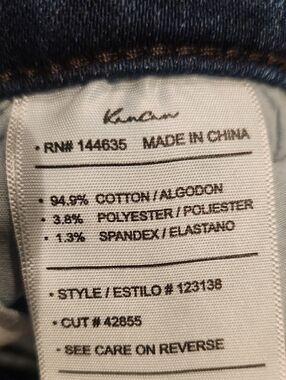 KanCan
• RN# 144635 MADE IN CHINA
• 94.9% COTTON / ALGODON
• 3.8% POLYESTER / POLIESTER
• 1.3% SPANDEX / ELASTANO
• STYLE / ESTILO # 123138
• CUT # 42855
• SEE CARE ON REVERSE